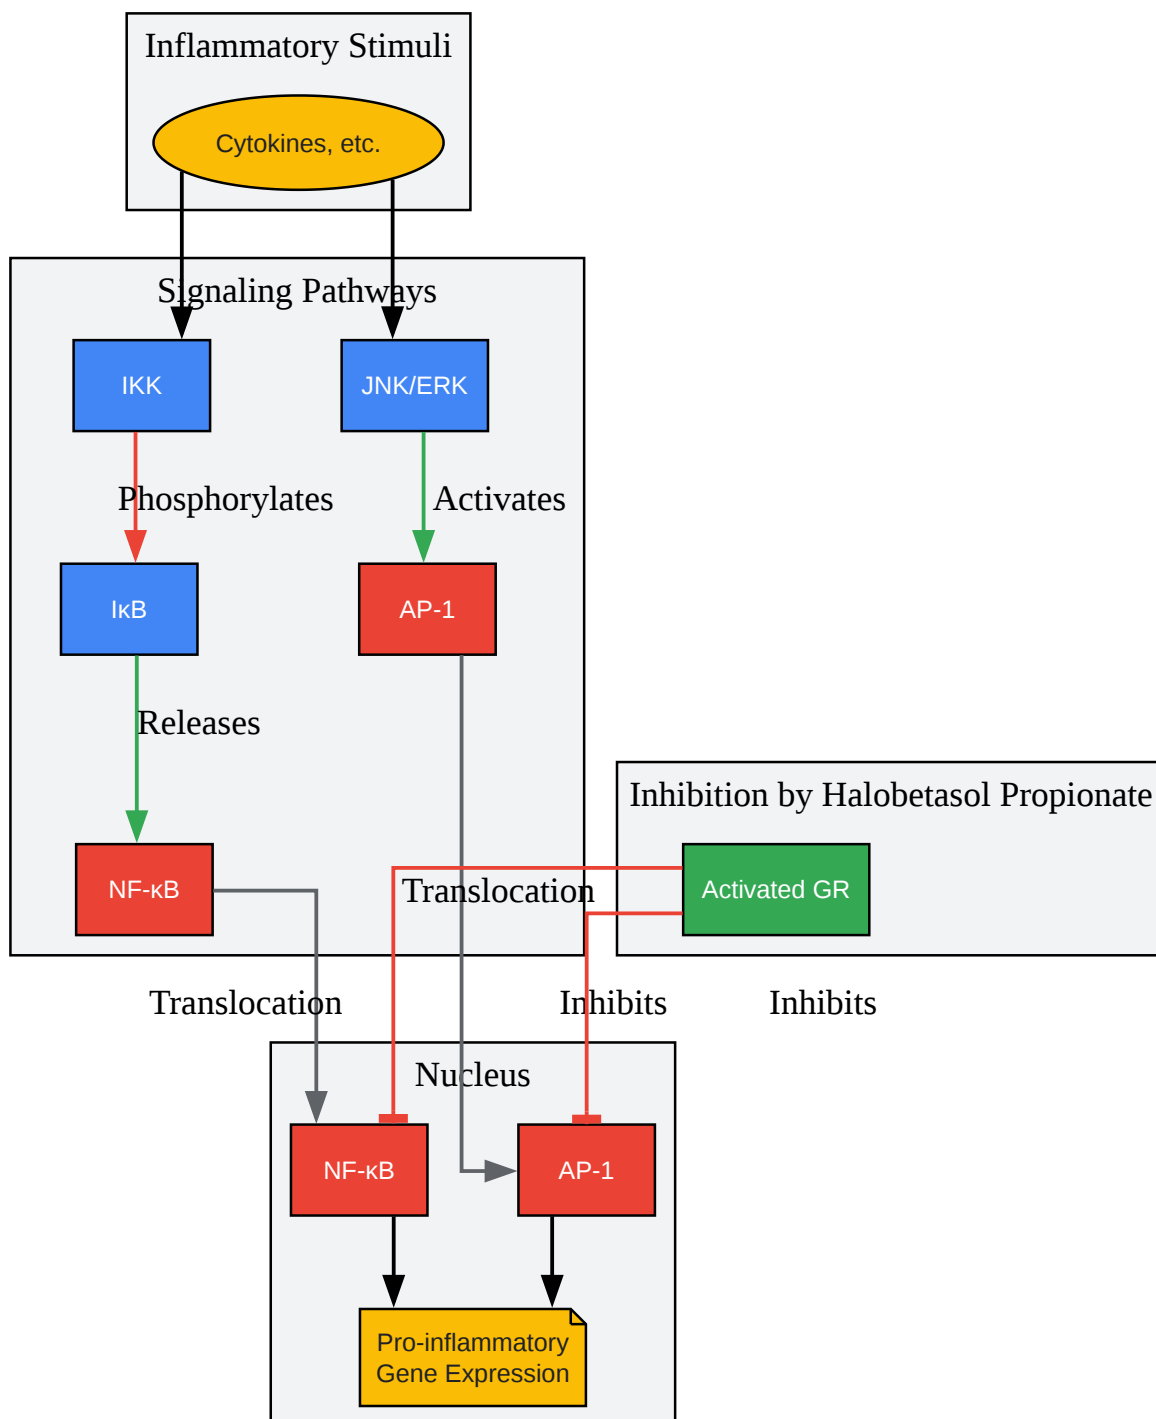 Inflammatory Stimuli
Cytokines, etc.
Signaling Pathways
IKK
JNK/ERK
Phosphorylates
Activates
IκB
AP-1
Releases
Inhibition by Halobetasol Propionate
NF-κB
Translocation
Activated GR
Translocation
Inhibits
Inhibits
Nucleus
NF-κB
AP-1
Pro-inflammatory
Gene Expression